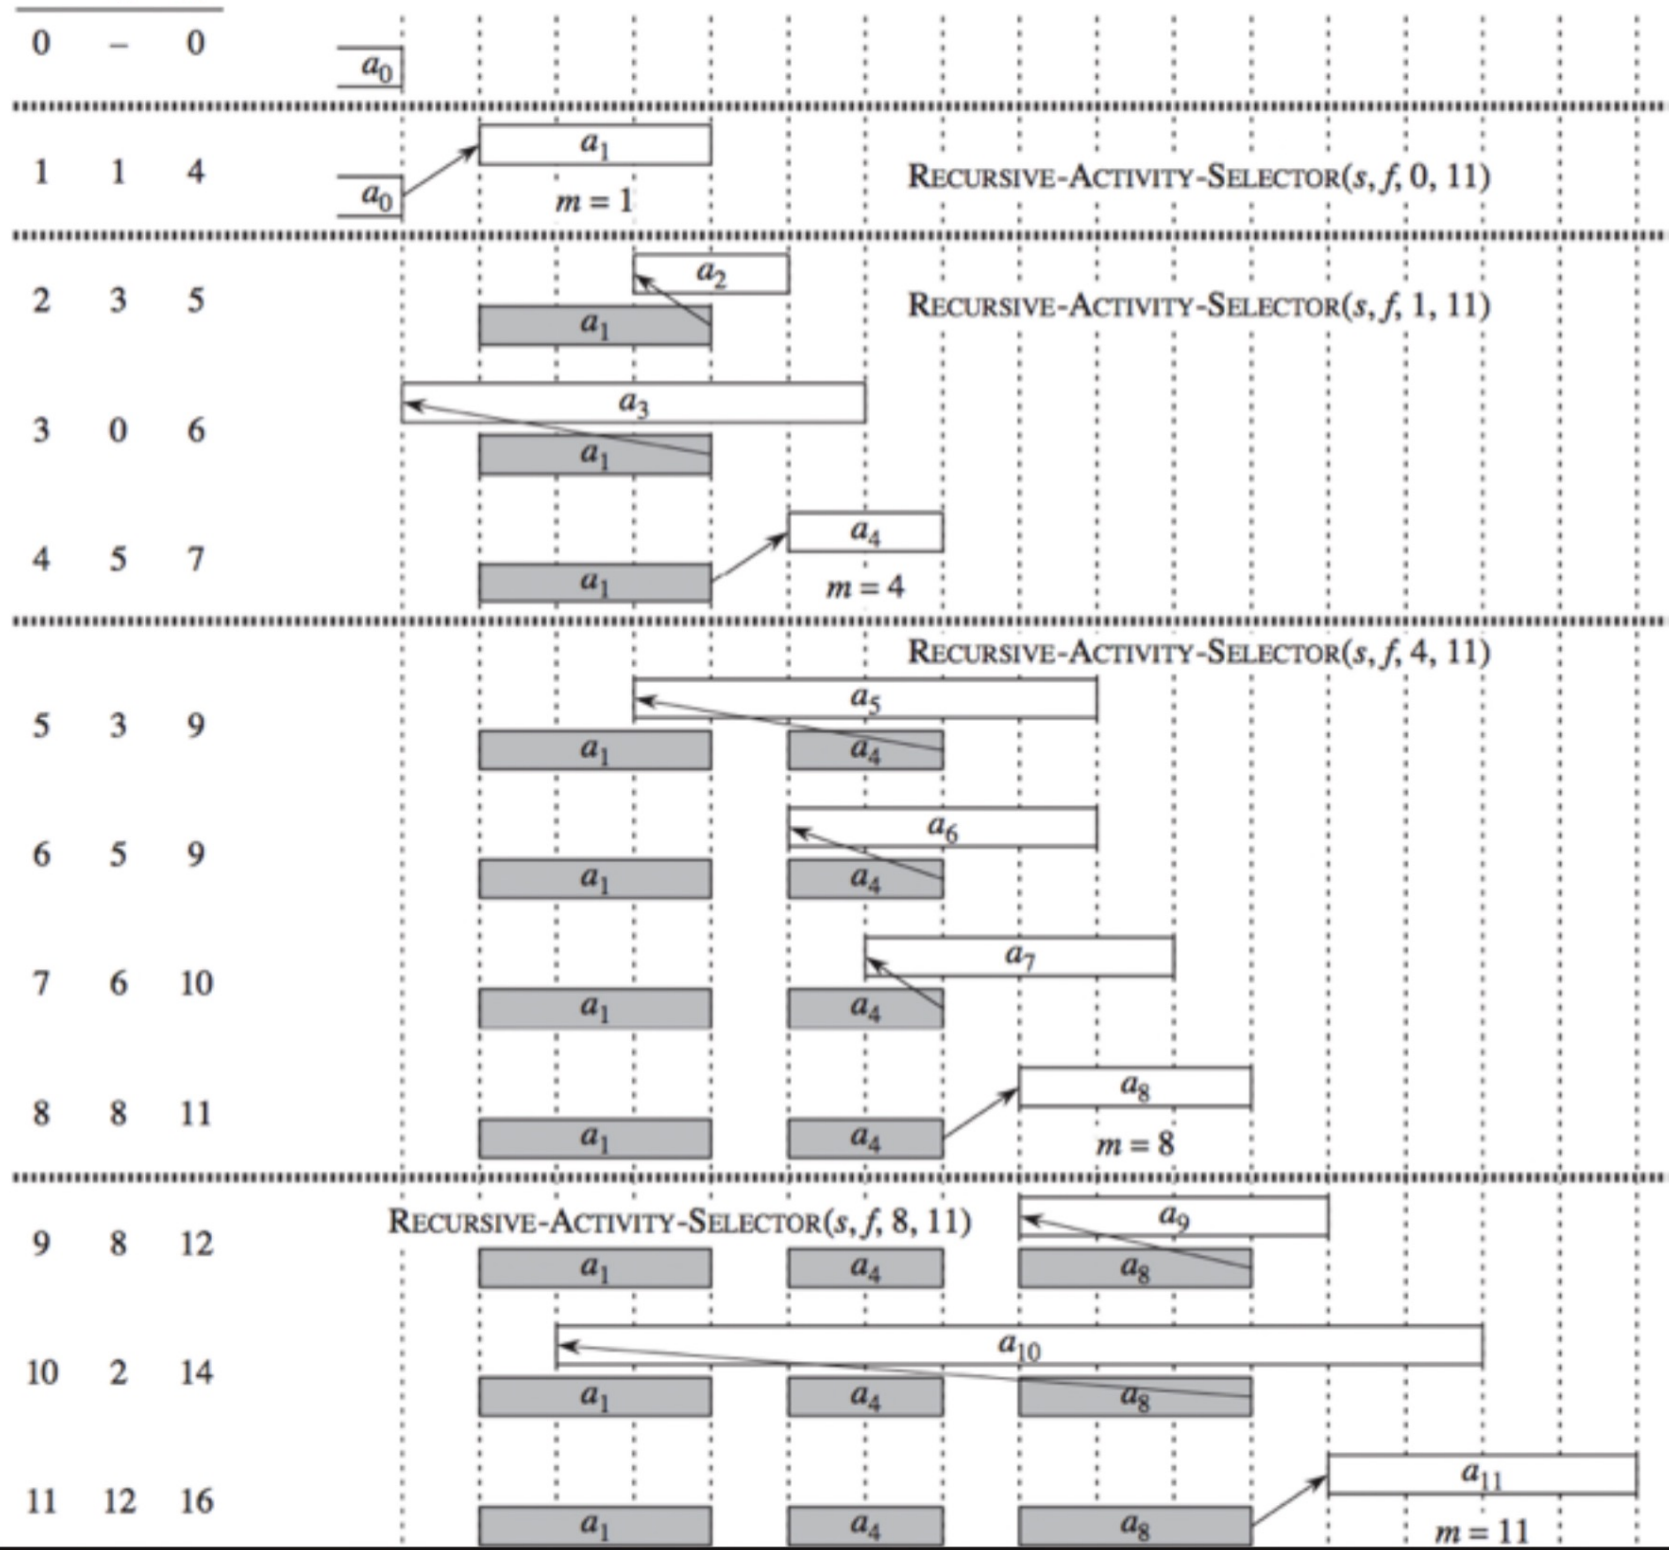 0 – 0
a0
a1
1 1 4 RECURSIVE-ACTIVITY-SELECTOR(s, f, 0, 11)
a0 m = 1
a2
2 3 5 RECURSIVE-ACTIVITY-SELECTOR(s, f, 1, 11)
a1
a3
3 0 6
a1
a4
4 5 7
a1 m = 4
RECURSIVE-ACTIVITY-SELECTOR(s, f, 4, 11)
a5
5 3 9
a1 a4
a6
6 5 9
a1 a4
a7
7 6 10
a1 a4
a8
8 8 11
a1 a4 m = 8
RECURSIVE-ACTIVITY-SELECTOR(s, f, 8, 11) a9
9 8 12
a1 a4 a8
a10
10 2 14
a1 a4 a8
a11
11 12 16
a1 a4 a8 m = 11